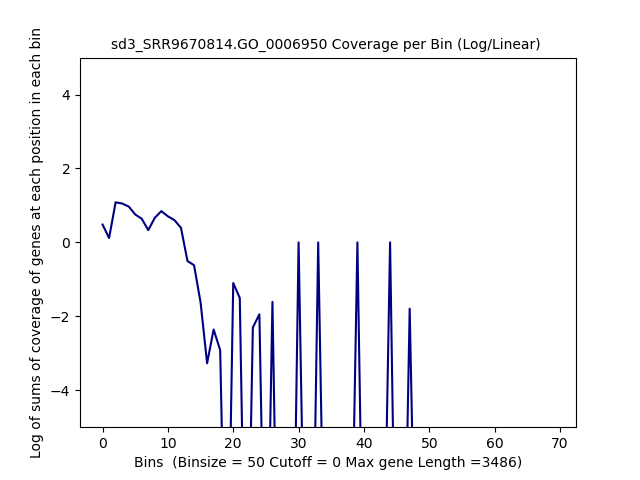 sd3_SRR9670814.GO_0006950 Coverage per Bin (Log/Linear)
Log of sums of coverage of genes at each position in each bin
4
2
0
−2
−4
0 10 20 30 40 50 60 70
Bins  (Binsize = 50 Cutoff = 0 Max gene Length =3486)